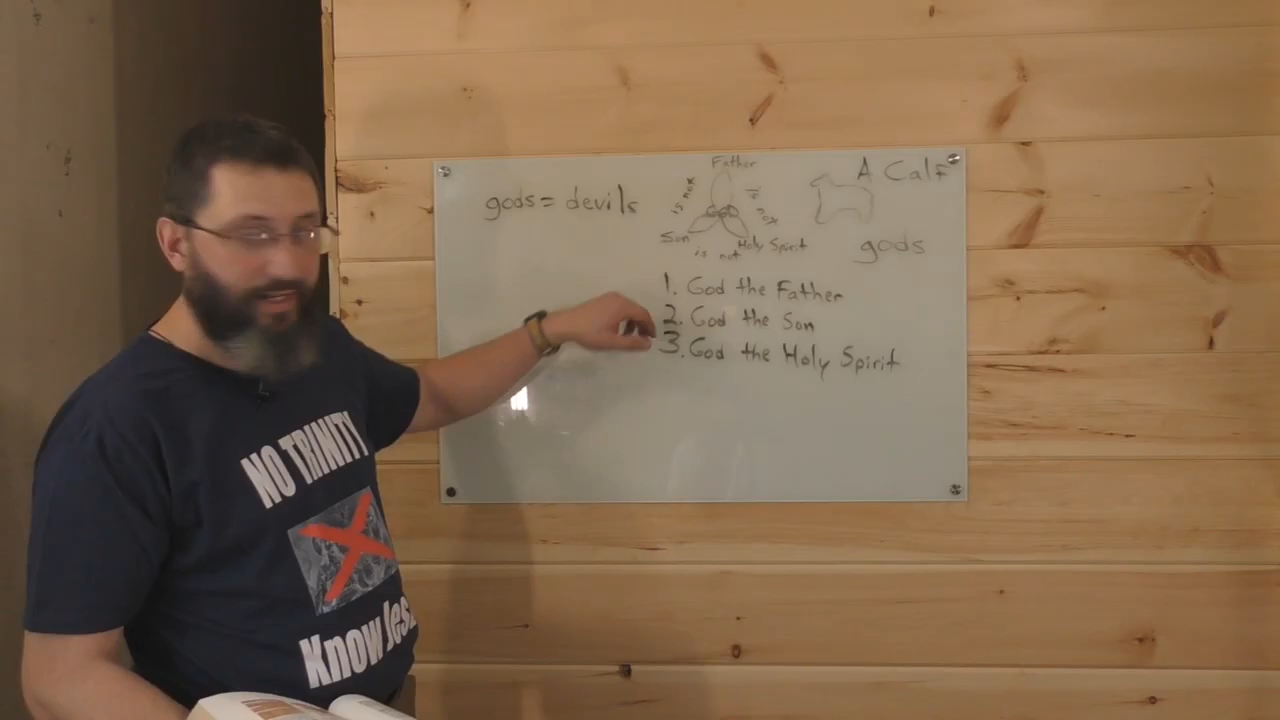 gods = devils
Father
is not
is not
Son
Holy Spirit
is not
A Calf
gods
1. God the Father
2. God the Son
3. God the Holy Spirit
NO TRINITY
Know